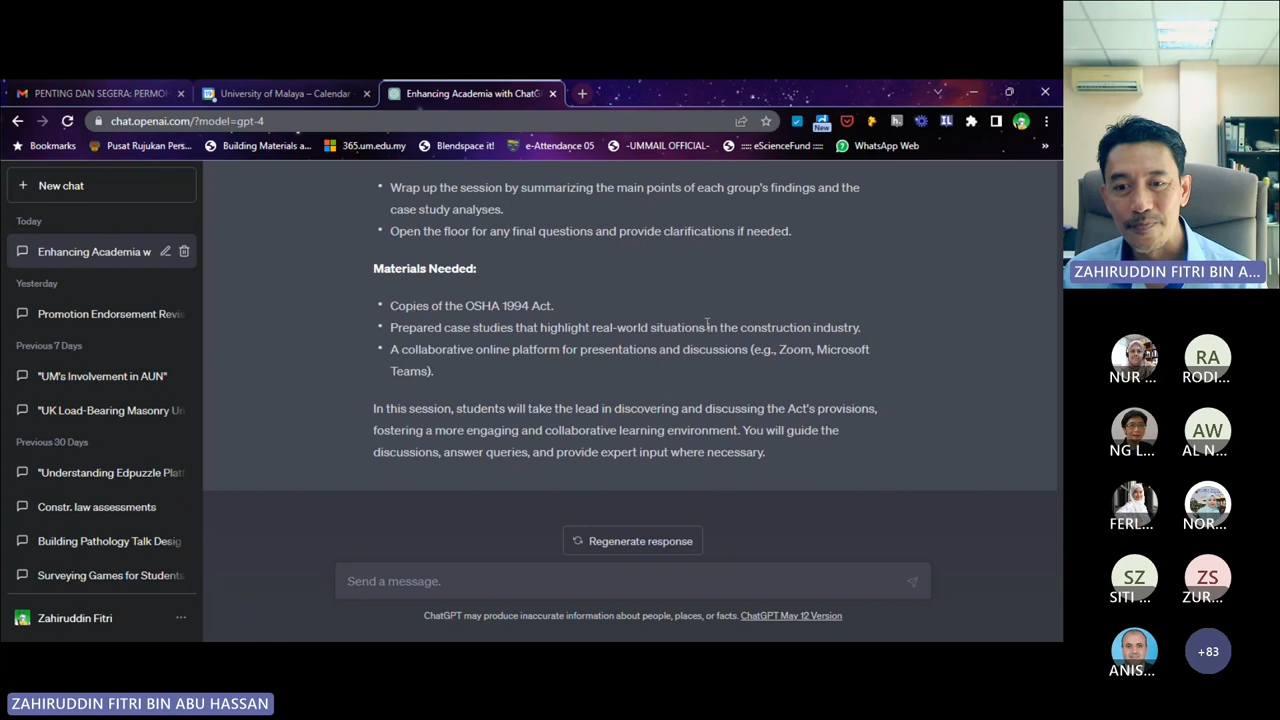 PENTING DAN SEGERA: PERMO
University of Malaya – Calendar
Enhancing Academia with ChatG
chat.openai.com/?model=gpt-4
New
Bookmarks
Pusat Rujukan Pers...
Building Materials a...
365.um.edu.my
Blendspace it!
e-Attendance 05
-UMMAIL OFFICIAL-
::::: eScienceFund ::::
WhatsApp Web
»
New chat
Today
Enhancing Academia w
Yesterday
Promotion Endorsement Revis
Previous 7 Days
"UM's Involvement in AUN"
"UK Load-Bearing Masonry Un
Previous 30 Days
"Understanding Edpuzzle Platf
Constr. law assessments
Building Pathology Talk Desig
Surveying Games for Students
Zahiruddin Fitri
• Wrap up the session by summarizing the main points of each group's findings and the
case study analyses.
• Open the floor for any final questions and provide clarifications if needed.
Materials Needed:
• Copies of the OSHA 1994 Act.
• Prepared case studies that highlight real-world situations in the construction industry.
• A collaborative online platform for presentations and discussions (e.g., Zoom, Microsoft
Teams).
In this session, students will take the lead in discovering and discussing the Act's provisions,
fostering a more engaging and collaborative learning environment. You will guide the
discussions, answer queries, and provide expert input where necessary.
Regenerate response
Send a message.
ChatGPT may produce inaccurate information about people, places, or facts. ChatGPT May 12 Version
ZAHIRUDDIN FITRI BIN A...
RA
NUR ...
RODI...
AW
NG L...
AL N...
FERL...
NOR...
SZ
ZS
SITI ...
ZUR...
+83
ANIS...
ZAHIRUDDIN FITRI BIN ABU HASSAN